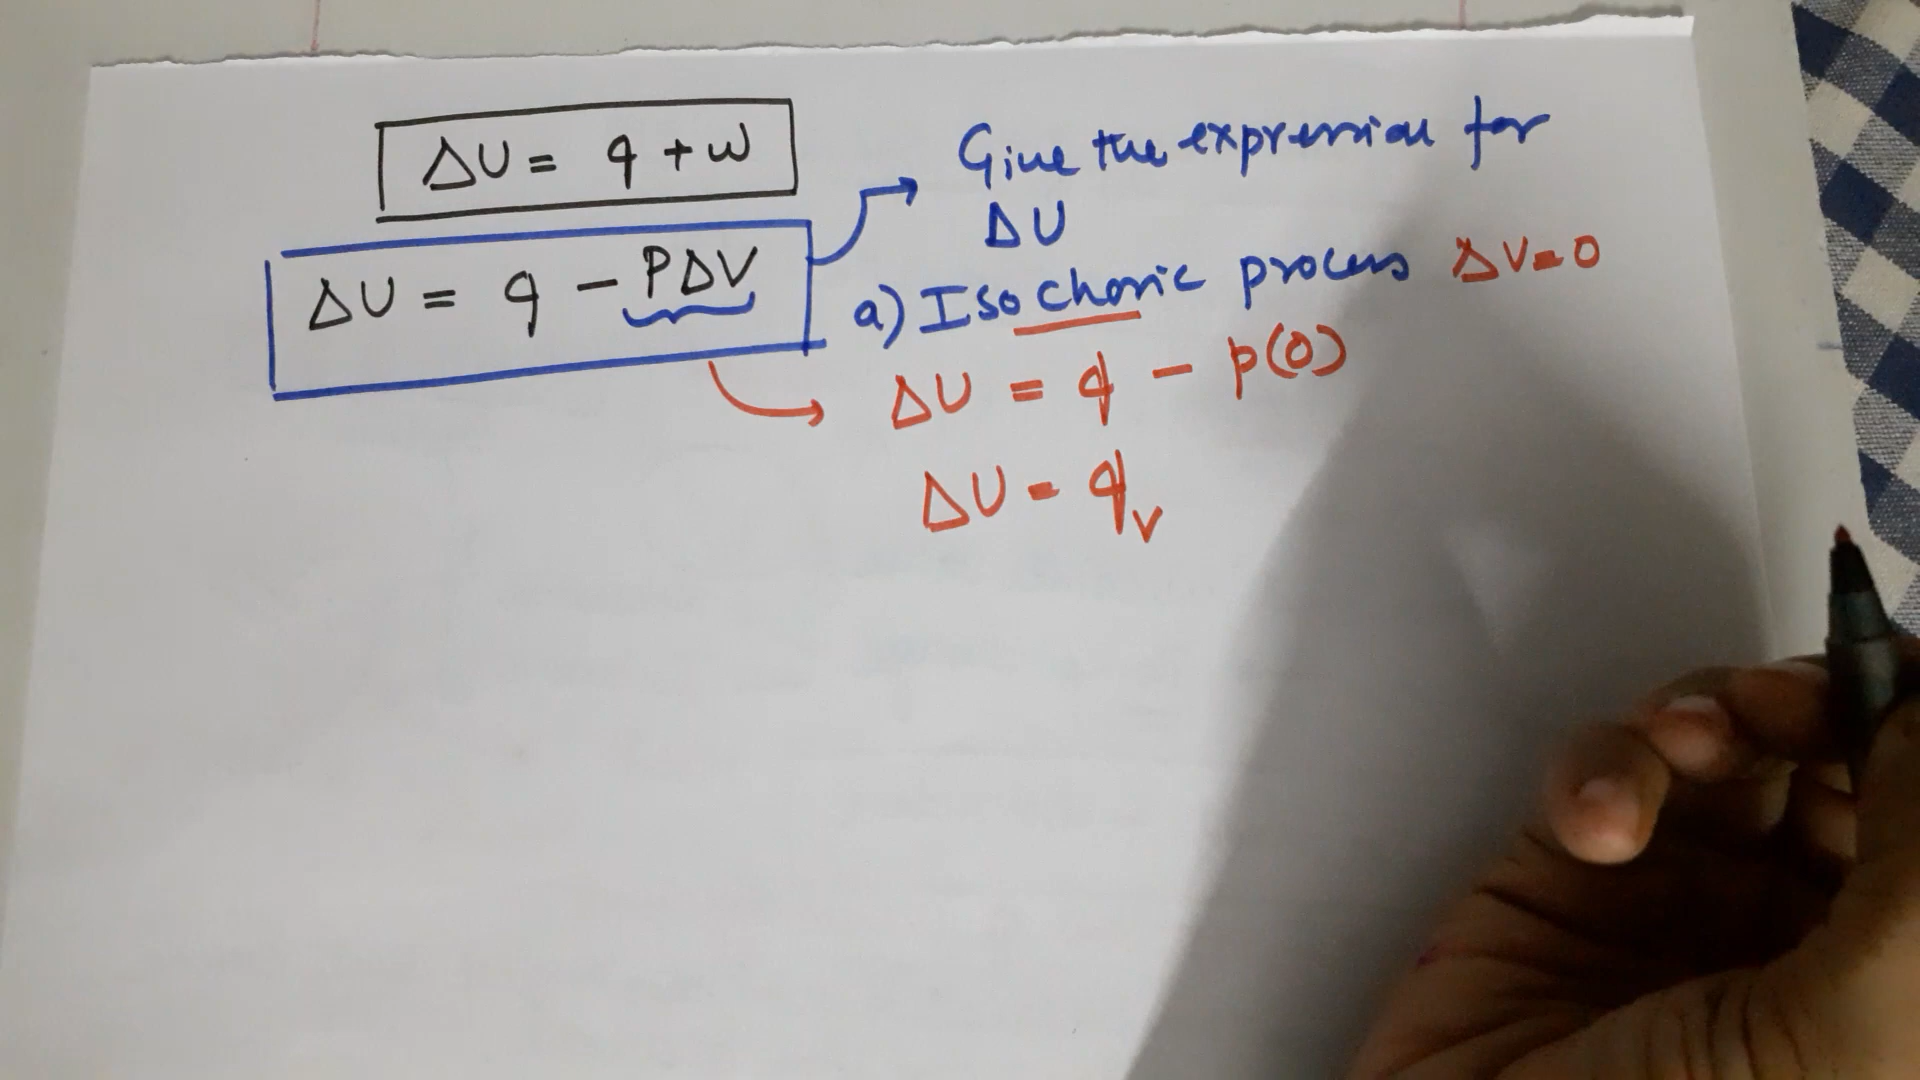 ΔU = q + w
ΔU = q - PΔV
Give the expression for
ΔU
a) Isochoric process ΔV=0
ΔU = q - p(0)
ΔU = qᵥ